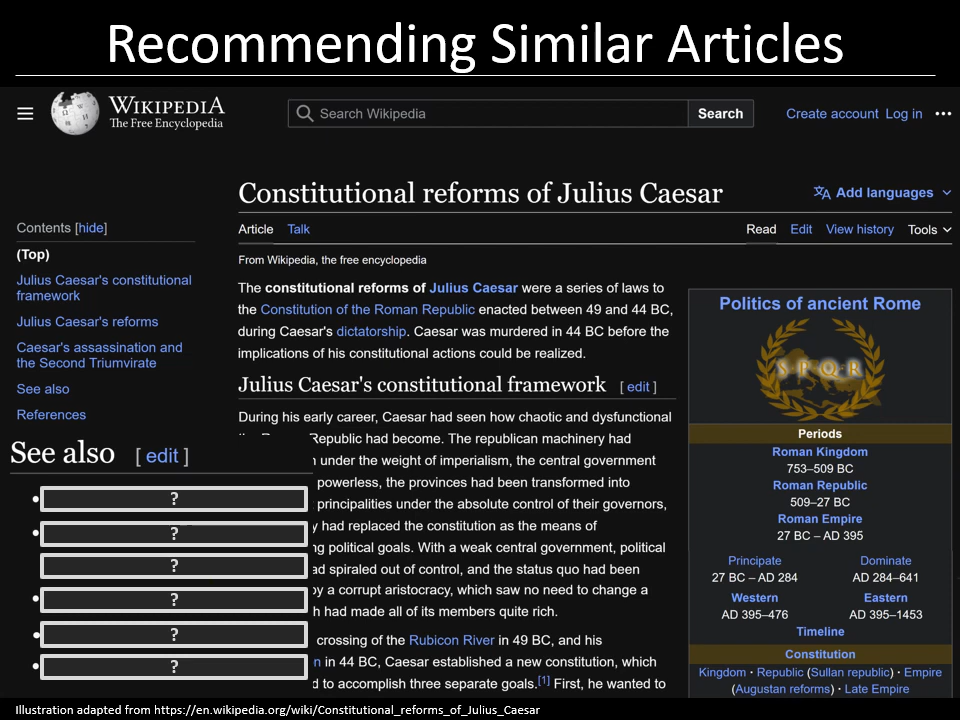 Recommending Similar Articles
WIKIPEDIA
The Free Encyclopedia
Search Wikipedia
Search
Create account Log in
Contents [hide]
(Top)
Julius Caesar's constitutional
framework
Julius Caesar's reforms
Caesar's assassination and
the Second Triumvirate
See also
References
Constitutional reforms of Julius Caesar
Add languages
Article Talk
Read Edit View history Tools
From Wikipedia, the free encyclopedia
The constitutional reforms of Julius Caesar were a series of laws to
the Constitution of the Roman Republic enacted between 49 and 44 BC,
during Caesar's dictatorship. Caesar was murdered in 44 BC before the
implications of his constitutional actions could be realized.
Julius Caesar's constitutional framework [ edit ]
During his early career, Caesar had seen how chaotic and dysfunctional
Republic had become. The republican machinery had
under the weight of imperialism, the central government
powerless, the provinces had been transformed into
principalities under the absolute control of their governors,
had replaced the constitution as the means of
political goals. With a weak central government, political
had spiraled out of control, and the status quo had been
by a corrupt aristocracy, which saw no need to change a
had made all of its members quite rich.
crossing of the Rubicon River in 49 BC, and his
in 44 BC, Caesar established a new constitution, which
to accomplish three separate goals.[1] First, he wanted to
See also [ edit ]
?
?
?
?
?
?
Politics of ancient Rome
SPQR
Periods
Roman Kingdom
753–509 BC
Roman Republic
509–27 BC
Roman Empire
27 BC – AD 395
Principate Dominate
27 BC – AD 284 AD 284–641
Western Eastern
AD 395–476 AD 395–1453
Timeline
Constitution
Kingdom · Republic (Sullan republic) · Empire
(Augustan reforms) · Late Empire
Illustration adapted from https://en.wikipedia.org/wiki/Constitutional_reforms_of_Julius_Caesar